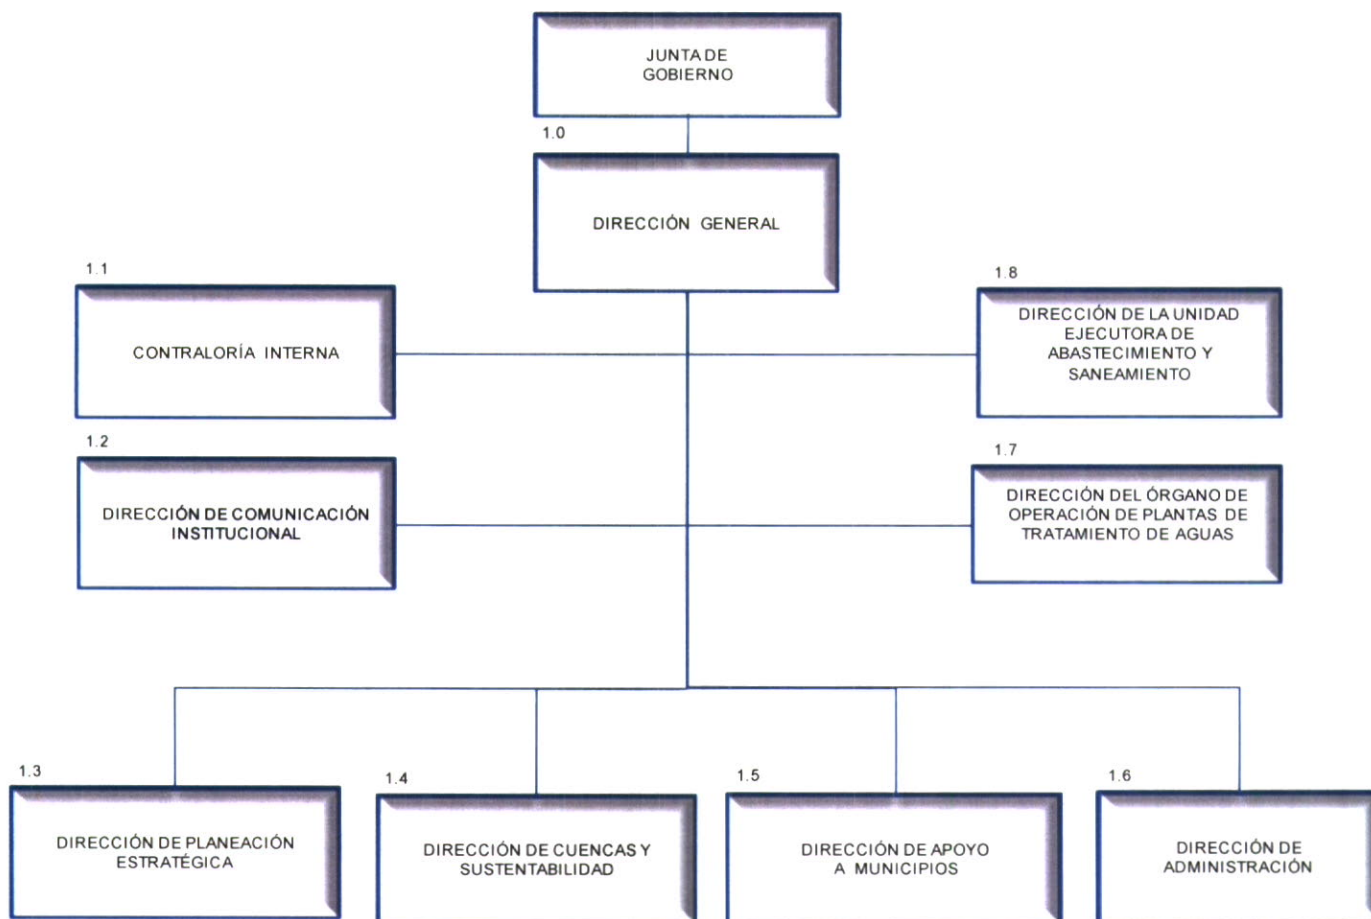 JUNTA DE
GOBIERNO
1.0
DIRECCIÓN GENERAL
1.1
CONTRALORÍA INTERNA
1.8
DIRECCIÓN DE LA UNIDAD
EJECUTORA DE
ABASTECIMIENTO Y
SANEAMIENTO
1.2
DIRECCIÓN DE COMUNICACIÓN
INSTITUCIONAL
1.7
DIRECCIÓN DEL ÓRGANO DE
OPERACIÓN DE PLANTAS DE
TRATAMIENTO DE AGUAS
1.3
DIRECCIÓN DE PLANEACIÓN
ESTRATÉGICA
1.4
DIRECCIÓN DE CUENCAS Y
SUSTENTABILIDAD
1.5
DIRECCIÓN DE APOYO
A MUNICIPIOS
1.6
DIRECCIÓN DE
ADMINISTRACIÓN